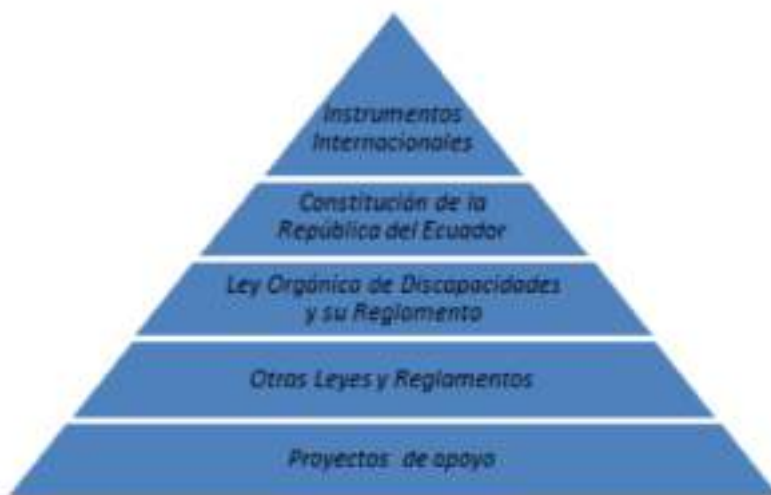 Instrumentos
Internacionales
Constitución de la
República del Ecuador
Ley Orgánica de Discapacidades
y su Reglamento
Otras Leyes y Reglamentos
Proyectos de apoyo